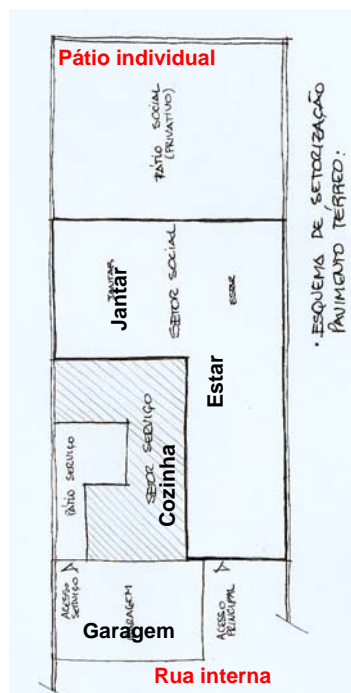 Pátio individual
PÁTIO SOCIAL
(PRIVATIVO)
• ESQUEMA DE SETORIZAÇÃO
PAVIMENTO TÉRREO:
JANTAR
Jantar
SETOR SOCIAL
ESTAR
Estar
PÁTIO SERVIÇO
SETOR SERVIÇO
Cozinha
ACESSO
SERVIÇO
GARAGEM
Garagem
ACESSO
PRINCIPAL
Rua interna